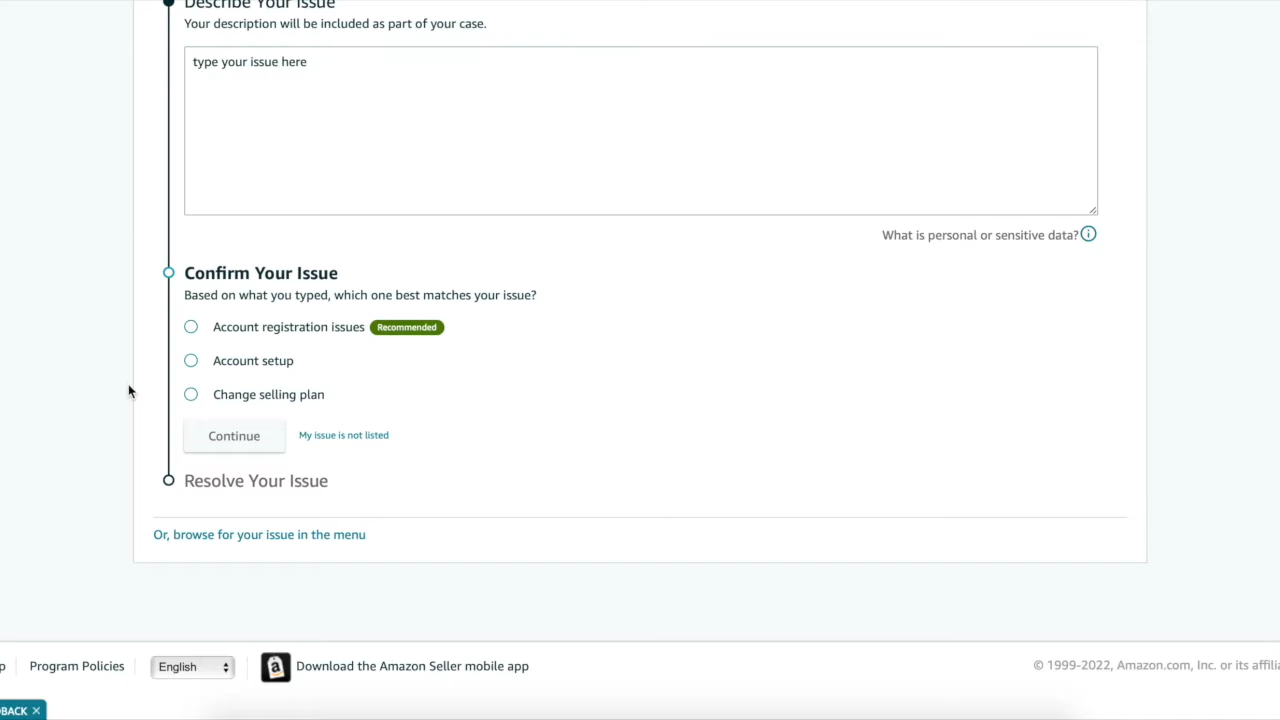 Describe Your Issue
Your description will be included as part of your case.
type your issue here
What is personal or sensitive data?
Confirm Your Issue
Based on what you typed, which one best matches your issue?
Account registration issues Recommended
Account setup
Change selling plan
Continue My issue is not listed
Resolve Your Issue
Or, browse for your issue in the menu
p Program Policies English Download the Amazon Seller mobile app © 1999-2022, Amazon.com, Inc. or its affilia
DBACK ×